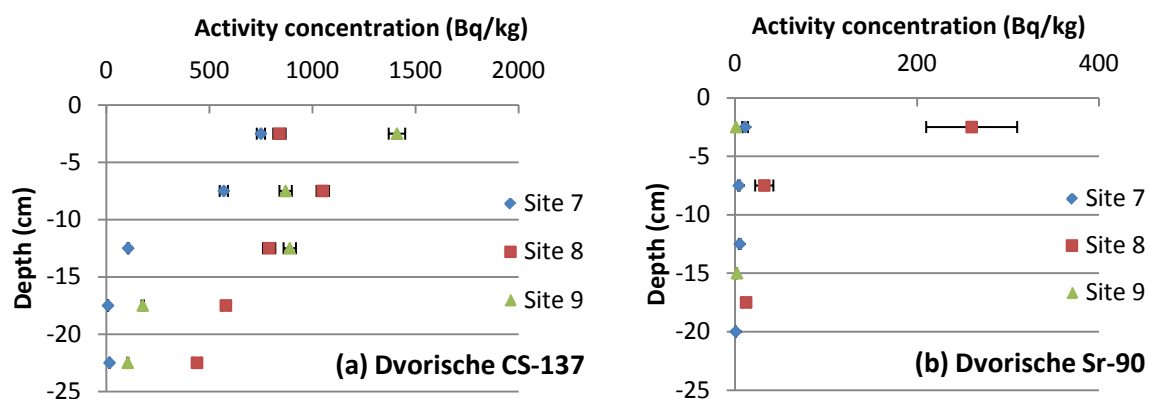 Activity concentration (Bq/kg)
0 500 1000 1500 2000
0
-5
-10
-15
-20
-25
Depth (cm)
Site 7
Site 8
Site 9
(a) Dvorische CS-137
Activity concentration (Bq/kg)
0 200 400
0
-5
-10
-15
-20
-25
Depth (cm)
Site 7
Site 8
Site 9
(b) Dvorische Sr-90